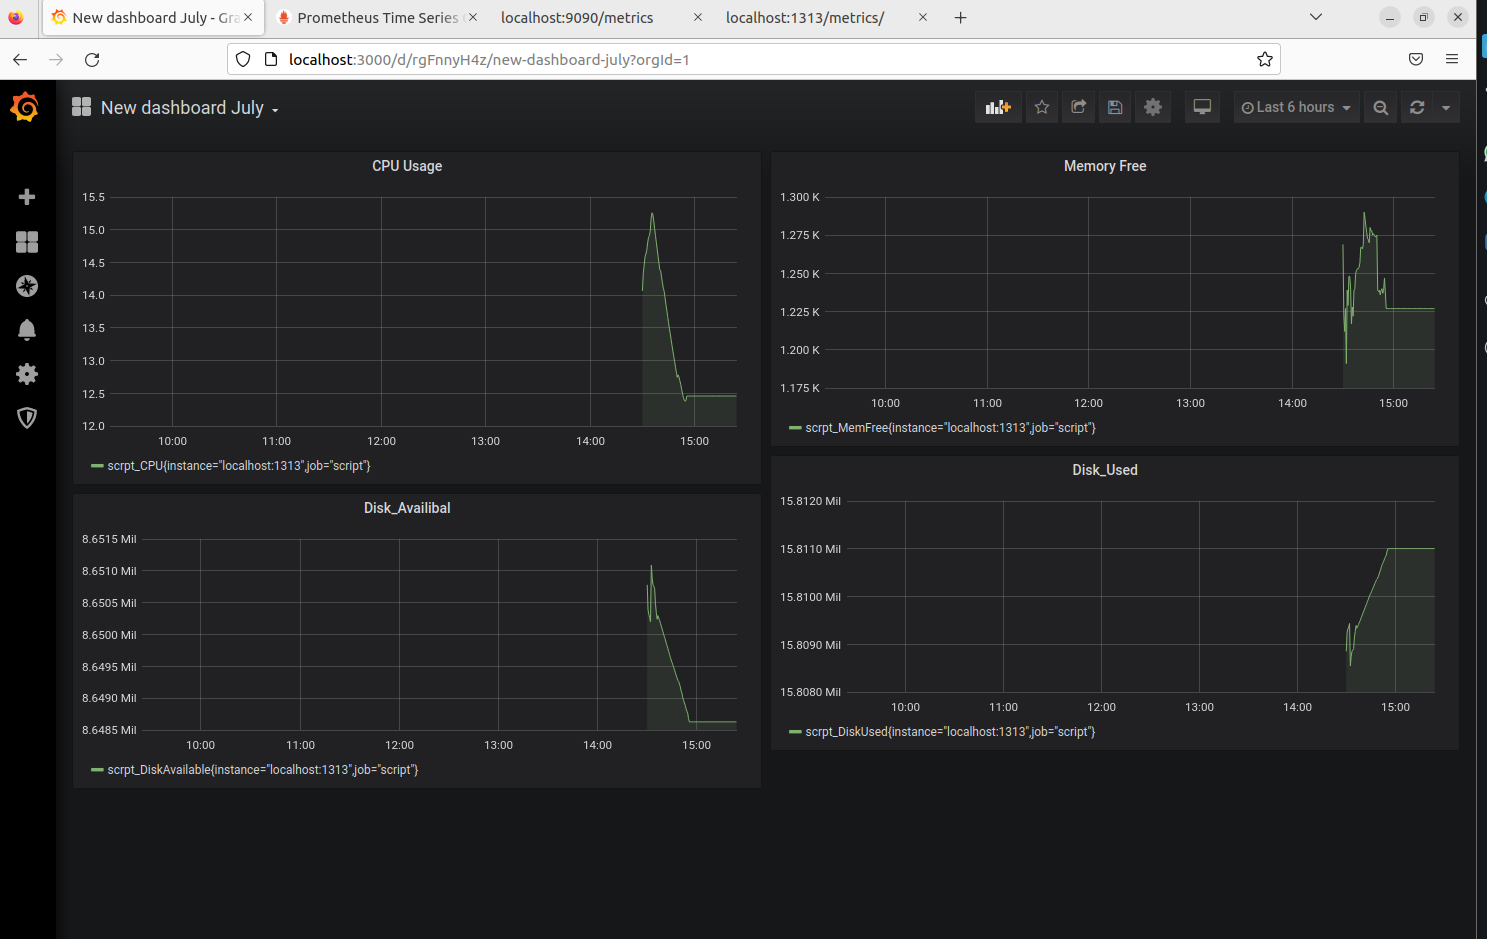 New dashboard July - Gra
Prometheus Time Series
localhost:9090/metrics
localhost:1313/metrics/
localhost:3000/d/rgFnnyH4z/new-dashboard-july?orgId=1
New dashboard July
Last 6 hours
CPU Usage
15.5
15.0
14.5
14.0
13.5
13.0
12.5
12.0
10:00 11:00 12:00 13:00 14:00 15:00
scrpt_CPU{instance="localhost:1313",job="script"}
Memory Free
1.300 K
1.275 K
1.250 K
1.225 K
1.200 K
1.175 K
10:00 11:00 12:00 13:00 14:00 15:00
scrpt_MemFree{instance="localhost:1313",job="script"}
Disk_Availibal
8.6515 Mil
8.6510 Mil
8.6505 Mil
8.6500 Mil
8.6495 Mil
8.6490 Mil
8.6485 Mil
10:00 11:00 12:00 13:00 14:00 15:00
scrpt_DiskAvailable{instance="localhost:1313",job="script"}
Disk_Used
15.8120 Mil
15.8110 Mil
15.8100 Mil
15.8090 Mil
15.8080 Mil
10:00 11:00 12:00 13:00 14:00 15:00
scrpt_DiskUsed{instance="localhost:1313",job="script"}